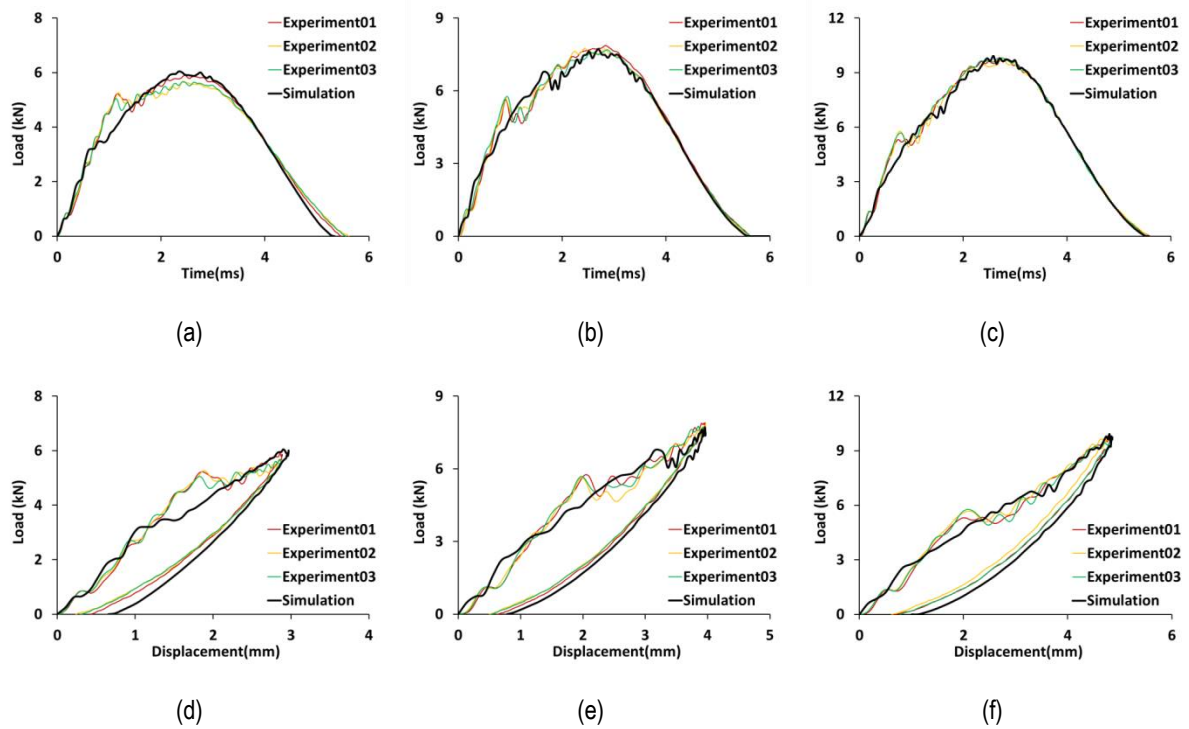 8
6
4
2
0
Load (kN)
0 2 4 6
Time(ms)
Experiment01
Experiment02
Experiment03
Simulation
(a)
9
6
3
0
Load (kN)
0 2 4 6
Time(ms)
Experiment01
Experiment02
Experiment03
Simulation
(b)
12
9
6
3
0
Load (kN)
0 2 4 6
Time(ms)
Experiment01
Experiment02
Experiment03
Simulation
(c)
8
6
4
2
0
Load (kN)
0 1 2 3 4
Displacement(mm)
Experiment01
Experiment02
Experiment03
Simulation
(d)
9
6
3
0
Load (kN)
0 1 2 3 4 5
Displacement(mm)
Experiment01
Experiment02
Experiment03
Simulation
(e)
12
9
6
3
0
Load (kN)
0 2 4 6
Displacement(mm)
Experiment01
Experiment02
Experiment03
Simulation
(f)